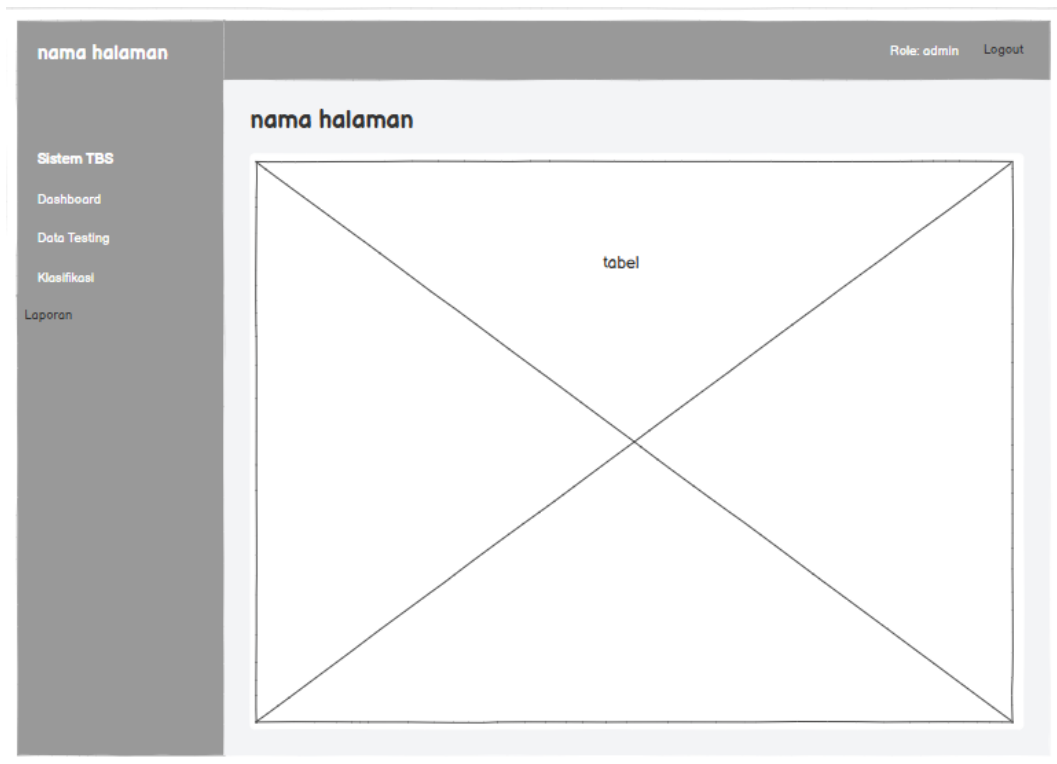 nama halaman
Role: admin
Logout
nama halaman
Sistem TBS
Dashboard
Data Testing
Klasifikasi
Laporan
tabel